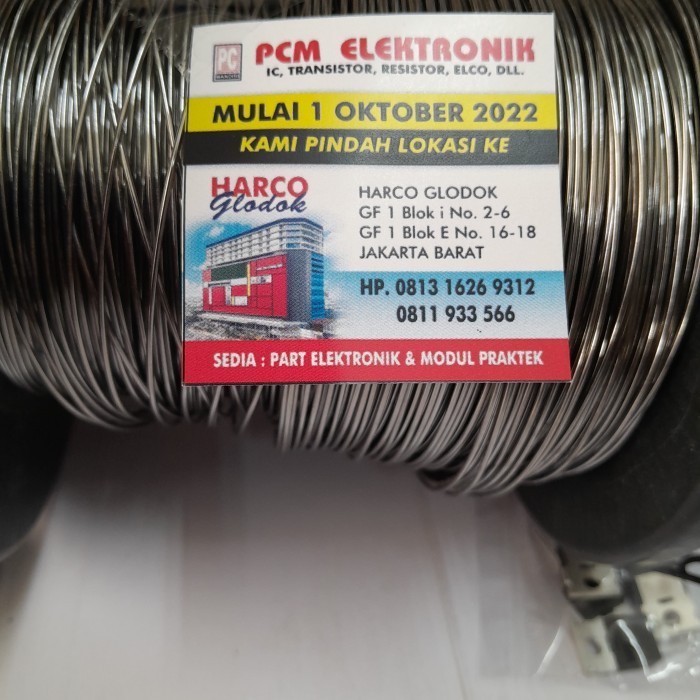 PC
PCM ELEKTRONIK
IC, TRANSISTOR, RESISTOR, ELCO, DLL.
MULAI 1 OKTOBER 2022
KAMI PINDAH LOKASI KE
HARCO
Glodok
HARCO GLODOK
GF 1 Blok i No. 2-6
GF 1 Blok E No. 16-18
JAKARTA BARAT
HP. 0813 1626 9312
0811 933 566
SEDIA : PART ELEKTRONIK & MODUL PRAKTEK